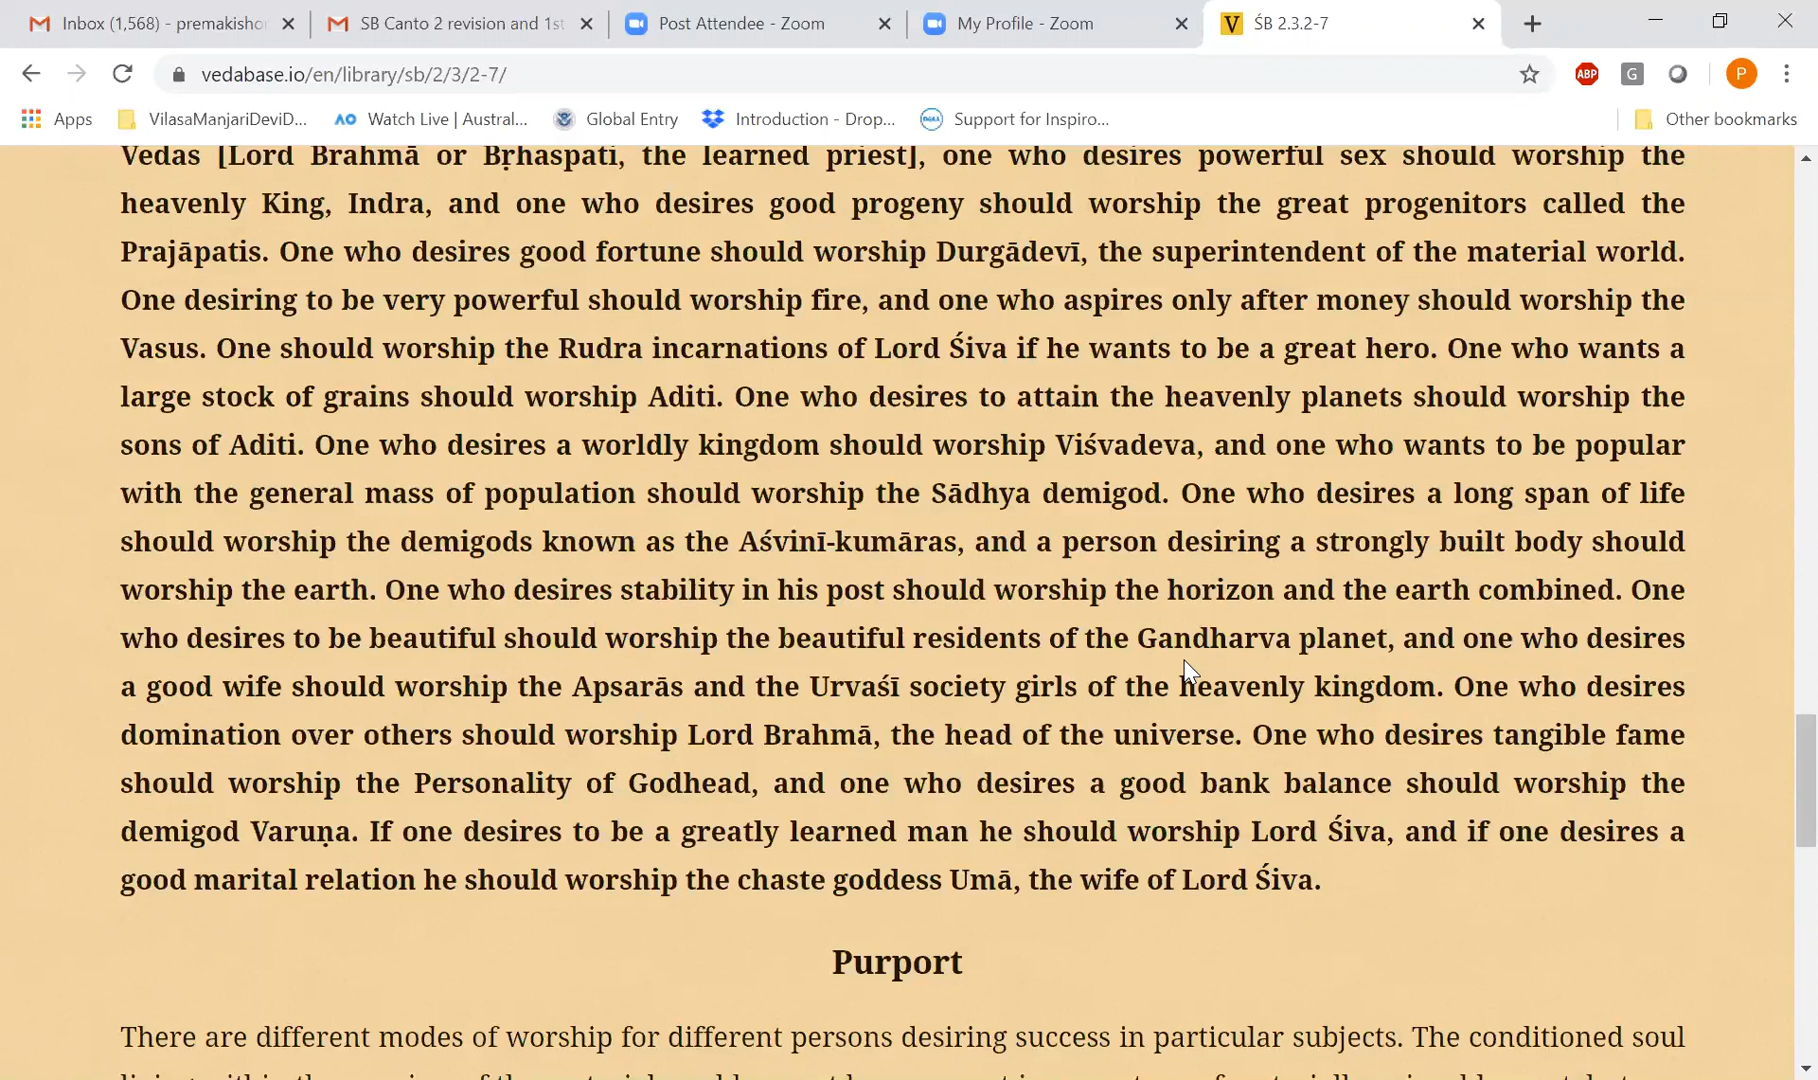 Inbox (1,568) - premakisho
SB Canto 2 revision and 1st
Post Attendee - Zoom
My Profile - Zoom
V ŚB 2.3.2-7
vedabase.io/en/library/sb/2/3/2-7/
ABP
G
P
Apps
VilasaManjariDeviD...
AO Watch Live | Austral...
Global Entry
Introduction - Drop...
DELL Support for Inspiro...
Other bookmarks
Vedas [Lord Brahmā or Bṛhaspati, the learned priest], one who desires powerful sex should worship the
heavenly King, Indra, and one who desires good progeny should worship the great progenitors called the
Prajāpatis. One who desires good fortune should worship Durgādevī, the superintendent of the material world.
One desiring to be very powerful should worship fire, and one who aspires only after money should worship the
Vasus. One should worship the Rudra incarnations of Lord Śiva if he wants to be a great hero. One who wants a
large stock of grains should worship Aditi. One who desires to attain the heavenly planets should worship the
sons of Aditi. One who desires a worldly kingdom should worship Viśvadeva, and one who wants to be popular
with the general mass of population should worship the Sādhya demigod. One who desires a long span of life
should worship the demigods known as the Aśvinī-kumāras, and a person desiring a strongly built body should
worship the earth. One who desires stability in his post should worship the horizon and the earth combined. One
who desires to be beautiful should worship the beautiful residents of the Gandharva planet, and one who desires
a good wife should worship the Apsarās and the Urvaśī society girls of the heavenly kingdom. One who desires
domination over others should worship Lord Brahmā, the head of the universe. One who desires tangible fame
should worship the Personality of Godhead, and one who desires a good bank balance should worship the
demigod Varuṇa. If one desires to be a greatly learned man he should worship Lord Śiva, and if one desires a
good marital relation he should worship the chaste goddess Umā, the wife of Lord Śiva.
Purport
There are different modes of worship for different persons desiring success in particular subjects. The conditioned soul